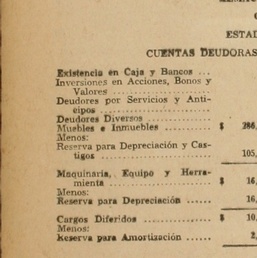 ESTAD
CUENTAS DEUDORAS
Existencia en Caja y Bancos ...
Inversiones en Acciones, Bonos y
Valores ....................
Deudores por Servicios y Anti-
cipos ......................
Deudores Diversos ...........
Muebles e Inmuebles ......... $ 286,
Menos:
Reserva para Depreciación y Cas-
tigos ...................... 105,
Maquinaria, Equipo y Herra-
mienta ..................... $ 16,
Menos:
Reserva para Depreciación ...... 16,
Cargos Diferidos ............ $ 10,
Menos:
Reserva para Amortización ...... 2,